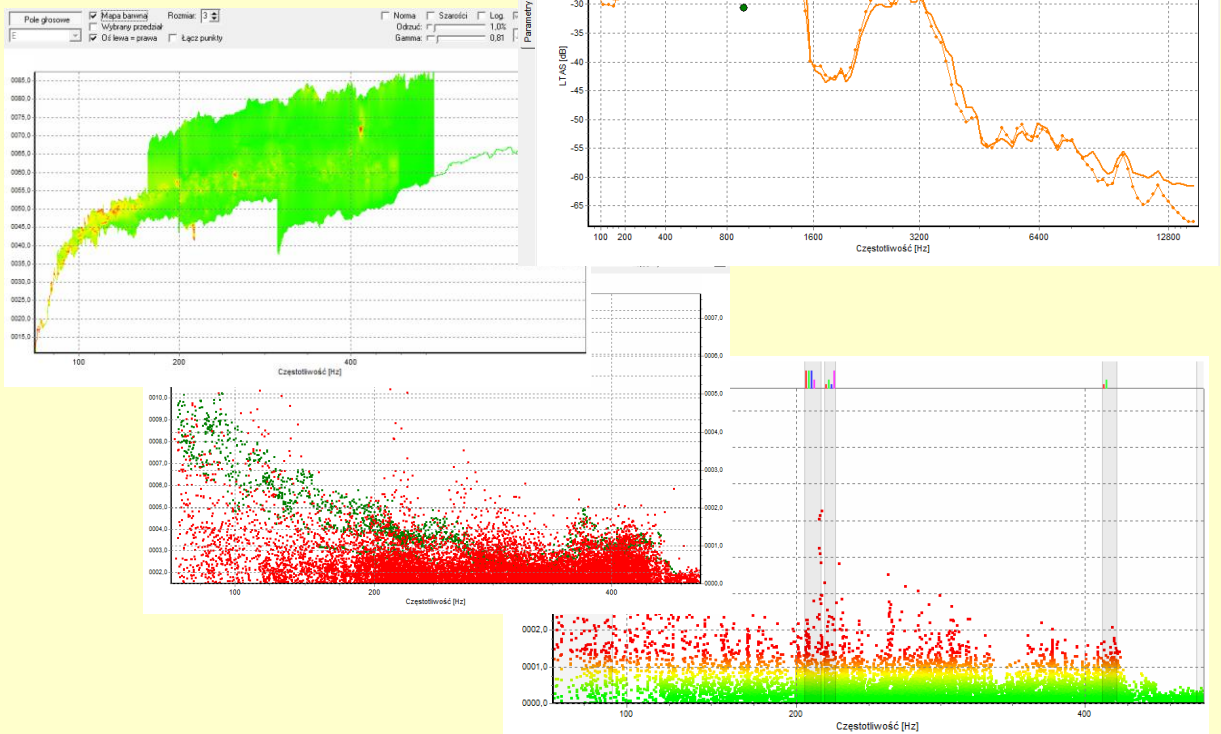 Pole głosowe
Mapa barwna
Rozmiar: 3
Wybrany przedział
E
Oś lewa = prawa
Łącz punkty
Norma
Szarości
Log.
Odrzuć:
1,0%
Gamma:
0,81
0085,0
0080,0
0075,0
0070,0
0065,0
0060,0
0055,0
0050,0
0045,0
0040,0
0035,0
0030,0
0025,0
0020,0
0015,0
100 200 400
Częstotliwość [Hz]
Parametry
LTAS [dB]
-30
-35
-40
-45
-50
-55
-60
-65
100 200 400 800 1600 3200 6400 12800
Częstotliwość [Hz]
0010,0
0009,0
0008,0
0007,0
0006,0
0005,0
0004,0
0003,0
0002,0
0007,0
0006,0
0005,0
0004,0
0003,0
0002,0
0001,0
0000,0
100 200 400
Częstotliwość [Hz]
0002,0
0001,0
0000,0
100 200 400
Częstotliwość [Hz]